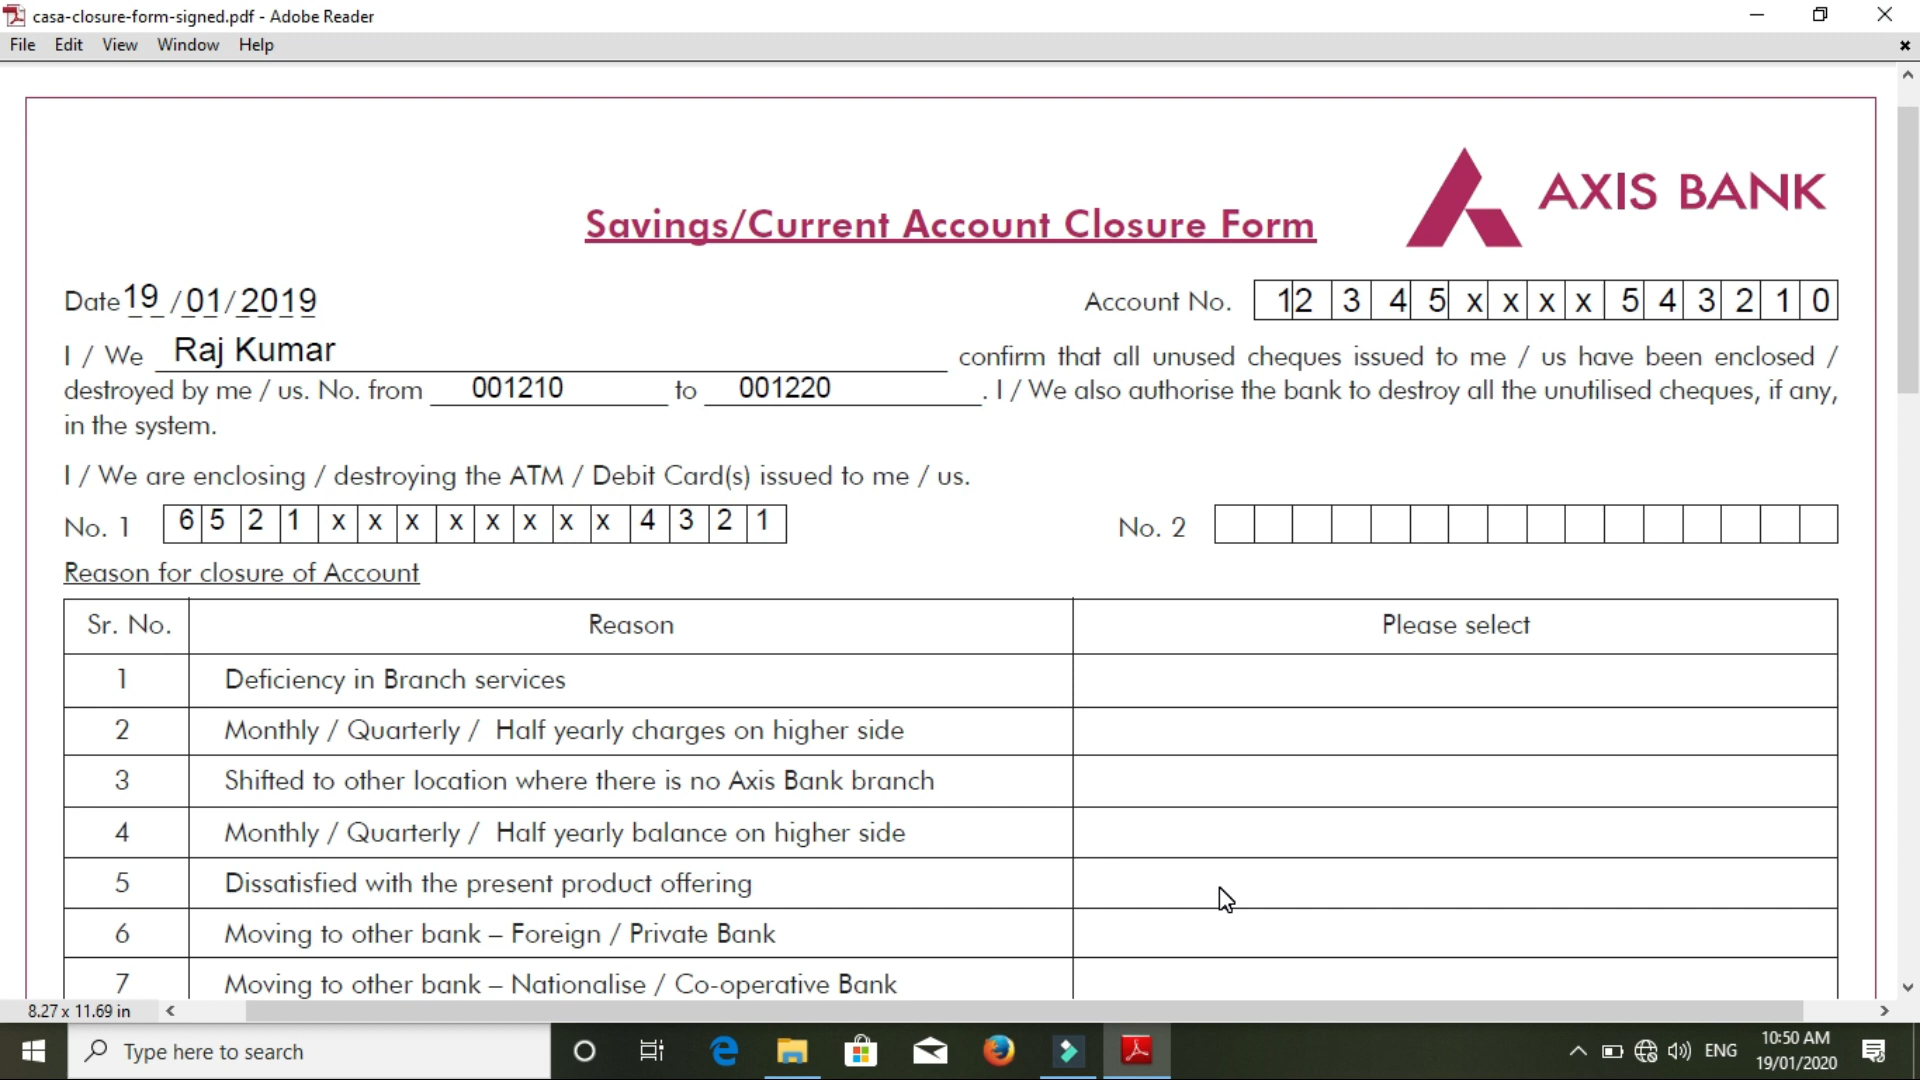 casa-closure-form-signed.pdf - Adobe Reader
File Edit View Window Help
AXIS BANK
Savings/Current Account Closure Form
Date 19 / 01 / 2019 Account No. 1 2 3 4 5 x x x x 5 4 3 2 1 0
I / We Raj Kumar confirm that all unused cheques issued to me / us have been enclosed /
destroyed by me / us. No. from 001210 to 001220 . I / We also authorise the bank to destroy all the unutilised cheques, if any,
in the system.
I / We are enclosing / destroying the ATM / Debit Card(s) issued to me / us.
No. 1 6 5 2 1 x x x x x x x x 4 3 2 1 No. 2
Reason for closure of Account
Sr. No. Reason Please select
1 Deficiency in Branch services
2 Monthly / Quarterly / Half yearly charges on higher side
3 Shifted to other location where there is no Axis Bank branch
4 Monthly / Quarterly / Half yearly balance on higher side
5 Dissatisfied with the present product offering
6 Moving to other bank – Foreign / Private Bank
7 Moving to other bank – Nationalise / Co-operative Bank
8.27 x 11.69 in
Type here to search
ENG
10:50 AM
19/01/2020